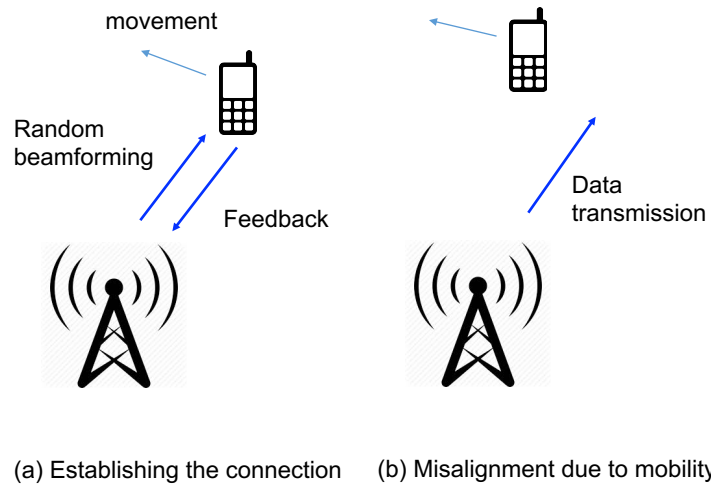 movement
Random
beamforming
Feedback
Data
transmission
(a) Establishing the connection
(b) Misalignment due to mobility